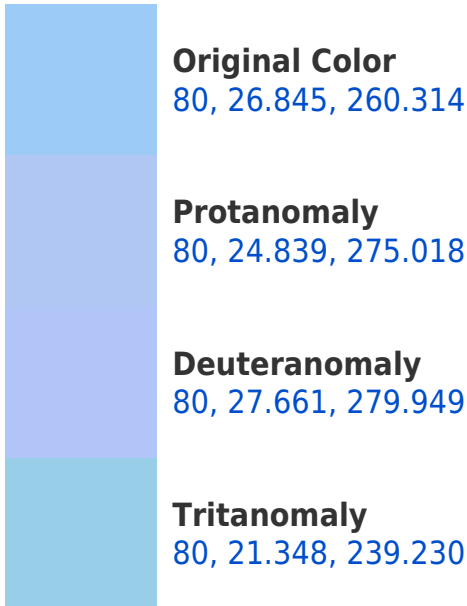 Original Color
80, 26.845, 260.314
Protanomaly
80, 24.839, 275.018
Deuteranomaly
80, 27.661, 279.949
Tritanomaly
80, 21.348, 239.230